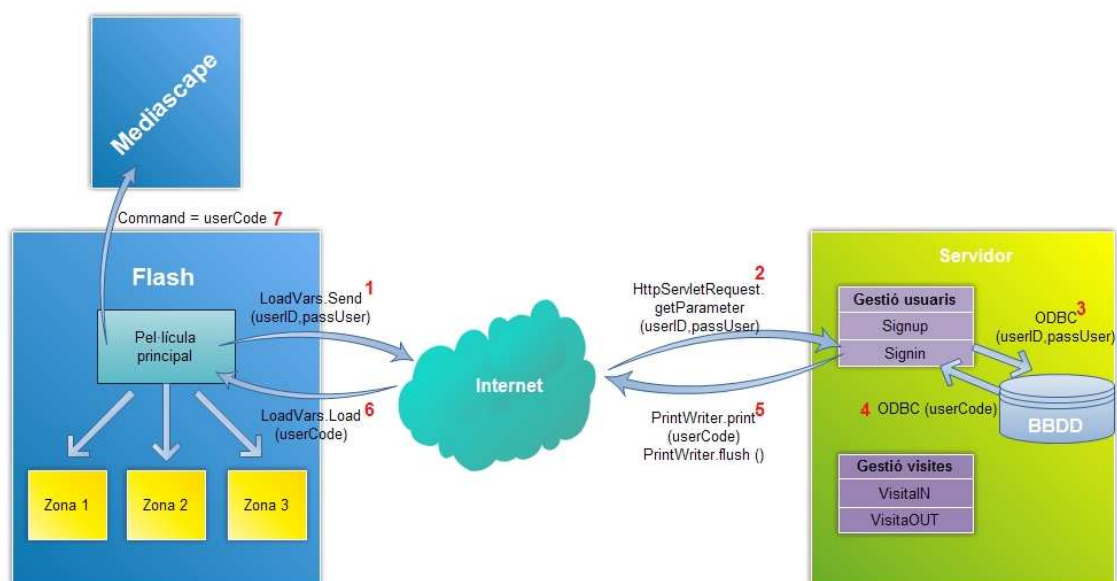 Mediascape
Command = userCode 7
Flash
Pel·lícula
principal
Zona 1
Zona 2
Zona 3
1
LoadVars.Send
(userID,passUser)
LoadVars.Load 6
(userCode)
Internet
2
HttpServletRequest.
getParameter
(userID,passUser)
PrintWriter.print 5
(userCode)
PrintWriter.flush ()
Servidor
Gestió usuaris
Signup
Signin
ODBC 3
(userID,passUser)
4 ODBC (userCode)
BBDD
Gestió visites
VisitaIN
VisitaOUT